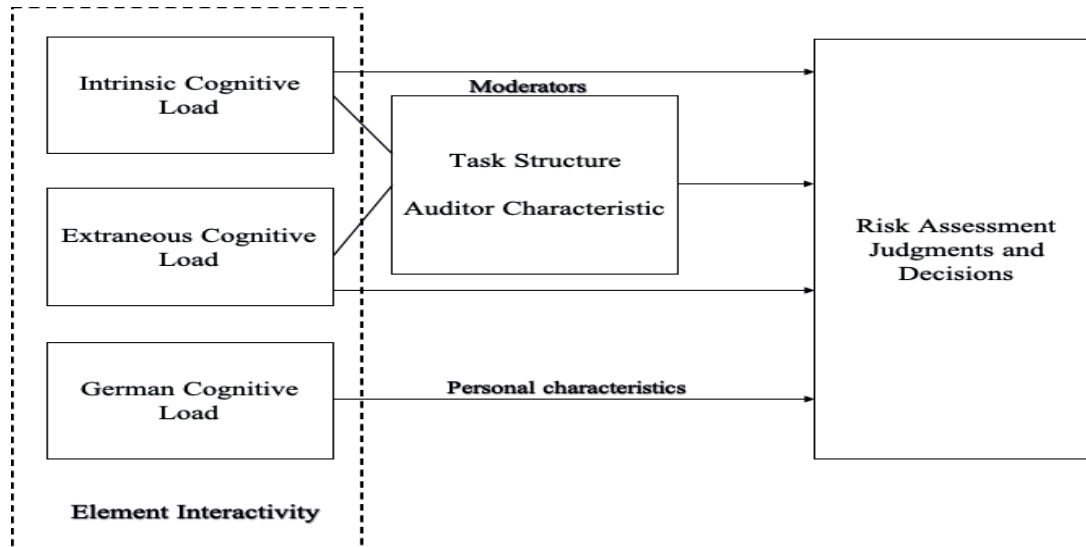 Intrinsic Cognitive
Load
Moderators
Task Structure
Auditor Characteristic
Extraneous Cognitive
Load
Risk Assessment
Judgments and
Decisions
German Cognitive
Load
Personal characteristics
Element Interactivity